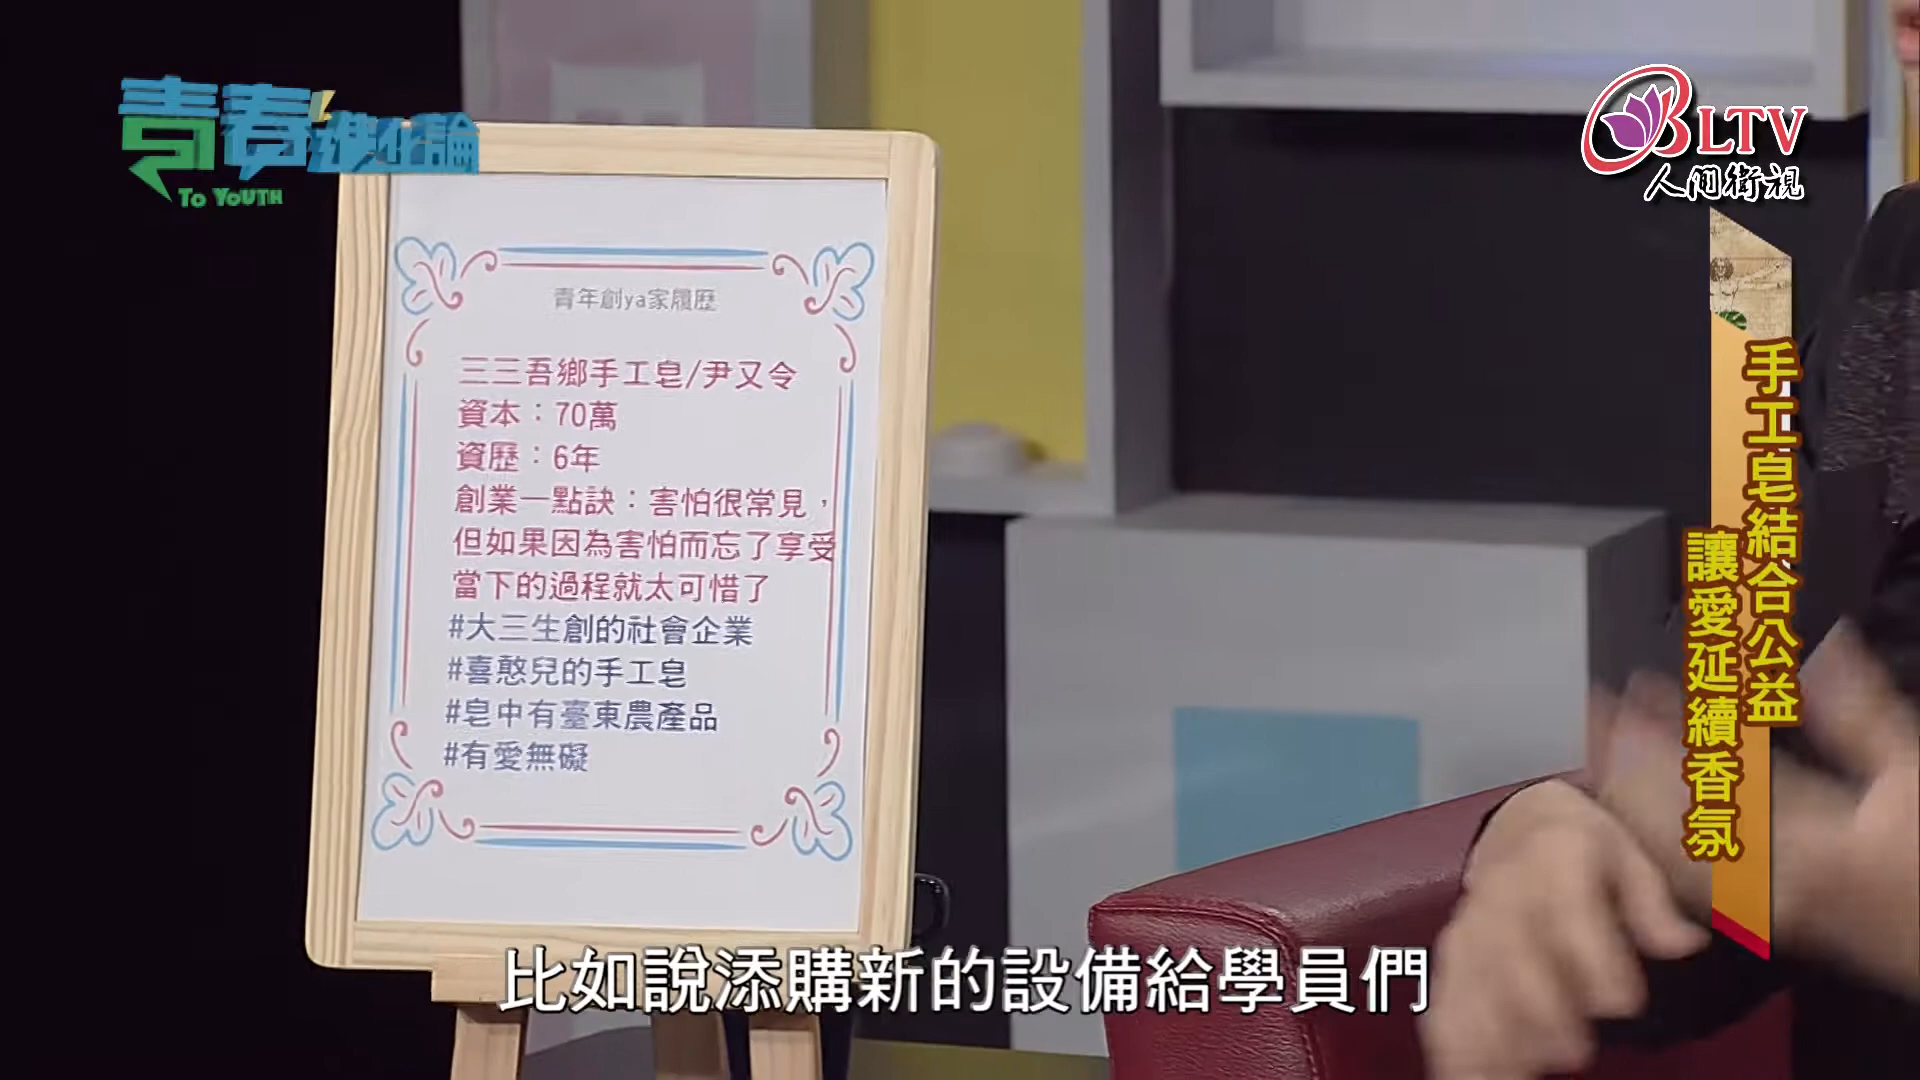 青春進化論
TO YOUTH
BLTV
人間衛視
青年創ya家履歷
三三吾鄉手工皂/尹又令
資本：70萬
資歷：6年
創業一點訣：害怕很常見，
但如果因為害怕而忘了享受
當下的過程就太可惜了
#大三生創的社會企業
#喜憨兒的手工皂
#皂中有臺東農產品
#有愛無礙
手工皂結合公益
讓愛延續香氛
比如說添購新的設備給學員們